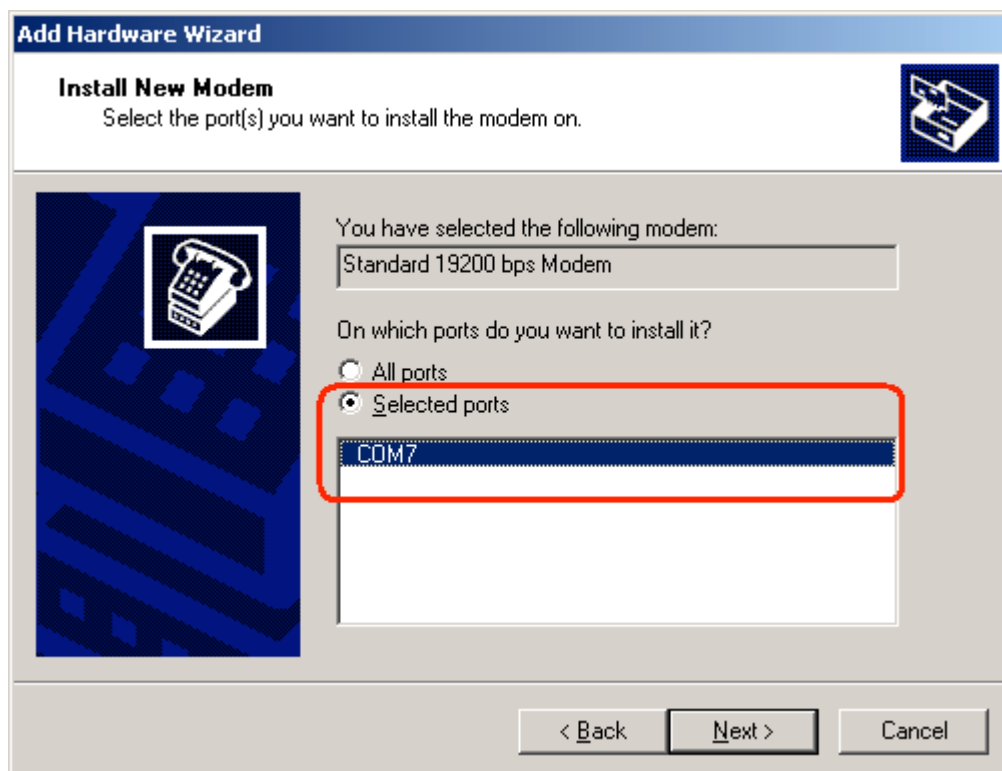 Add Hardware Wizard
Install New Modem
Select the port(s) you want to install the modem on.
You have selected the following modem:
Standard 19200 bps Modem
On which ports do you want to install it?
All ports
Selected ports
COM7
< Back
Next >
Cancel